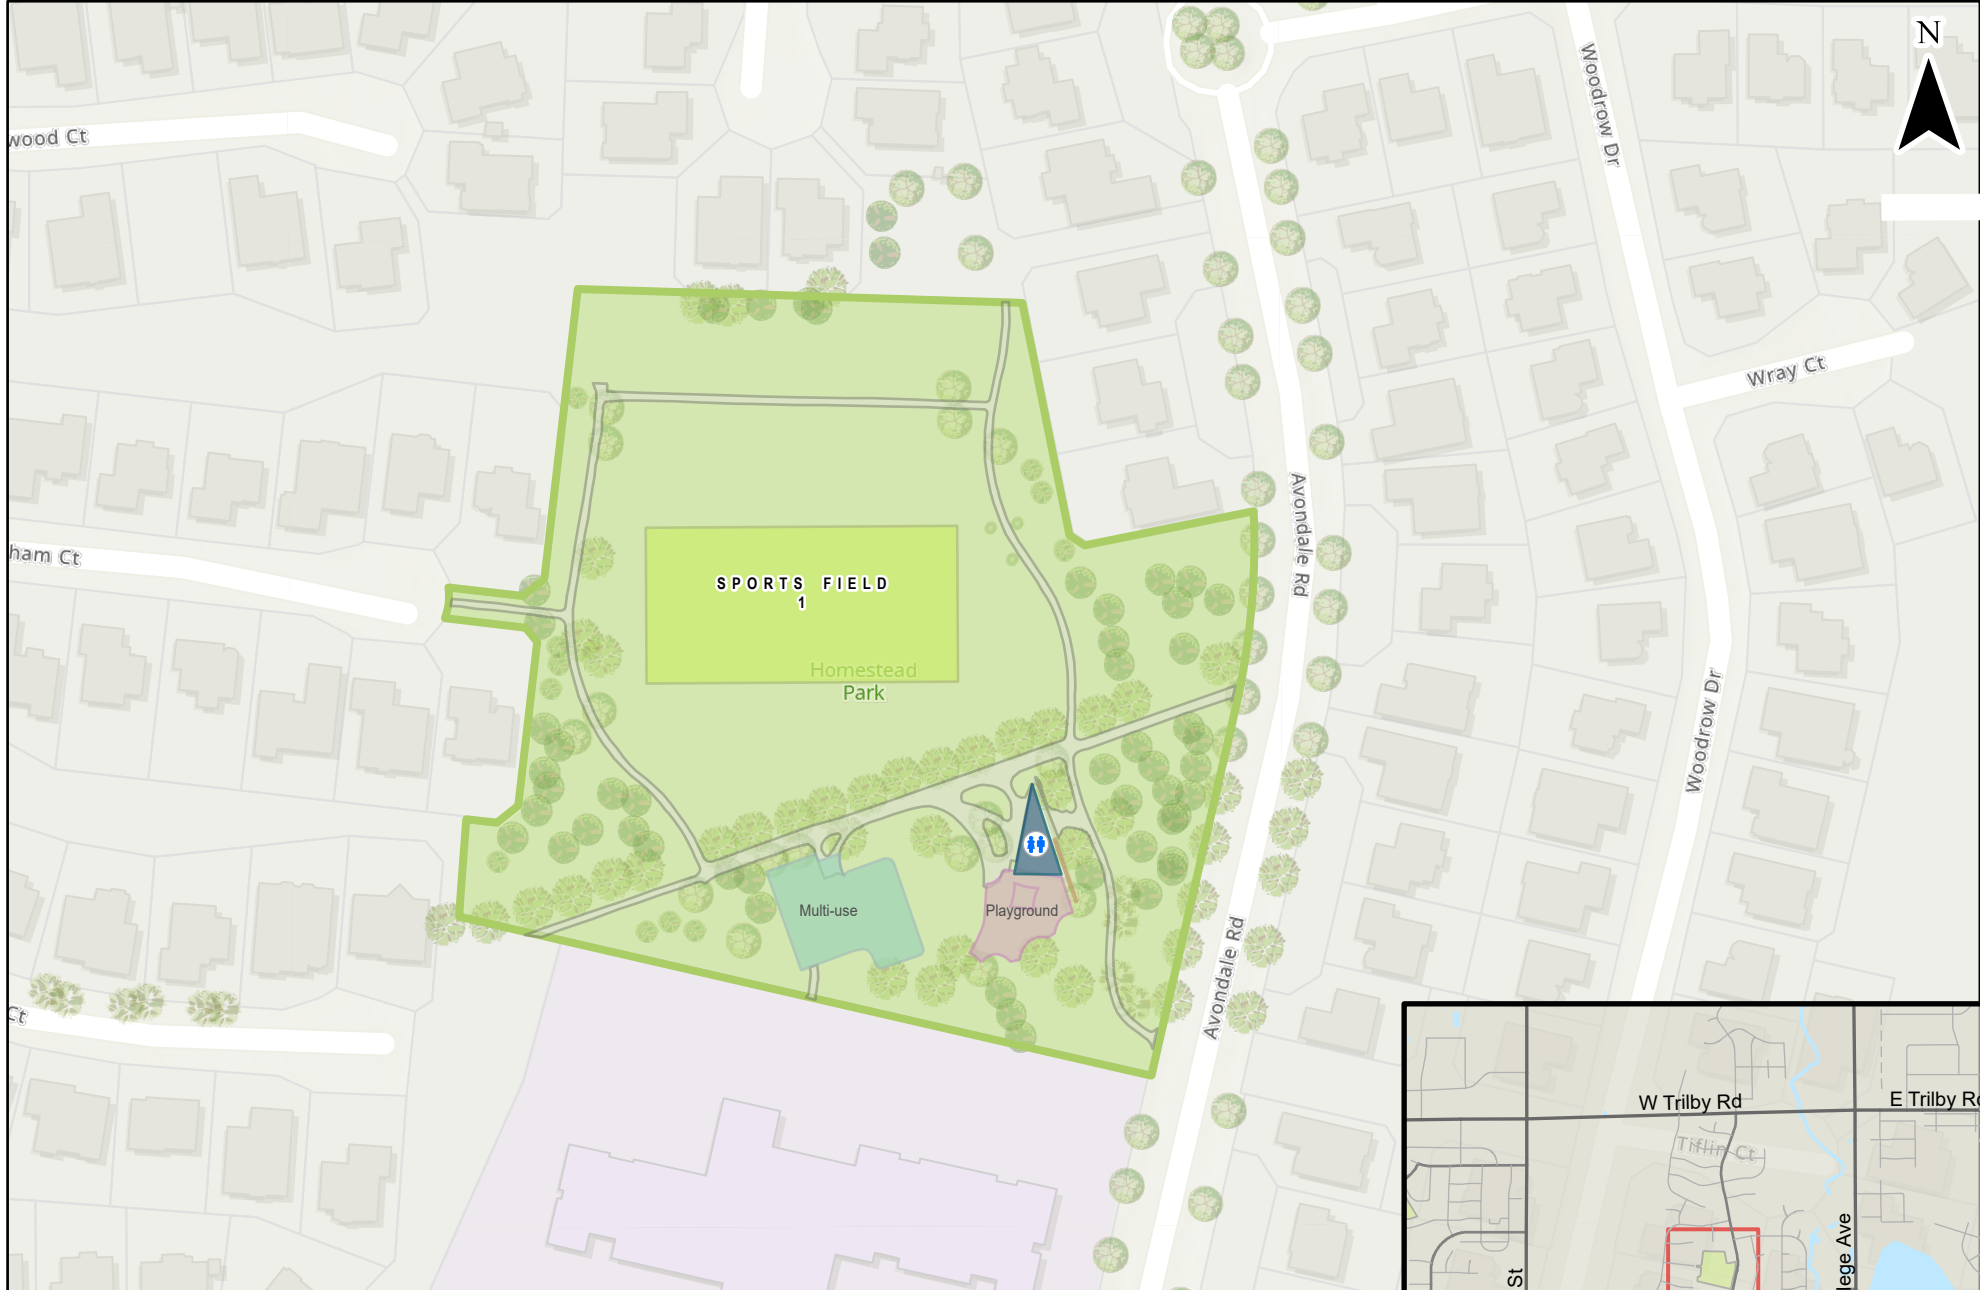 N
Woodrow Dr
wood Ct
Wray Ct
Avondale Rd
ham Ct
SPORTS FIELD
1
Homestead
Park
Woodrow Dr
Multi-use
Playground
Avondale Rd
Ct
W Trilby Rd
E Trilby Rd
Tiflin Ct
lege Ave
St